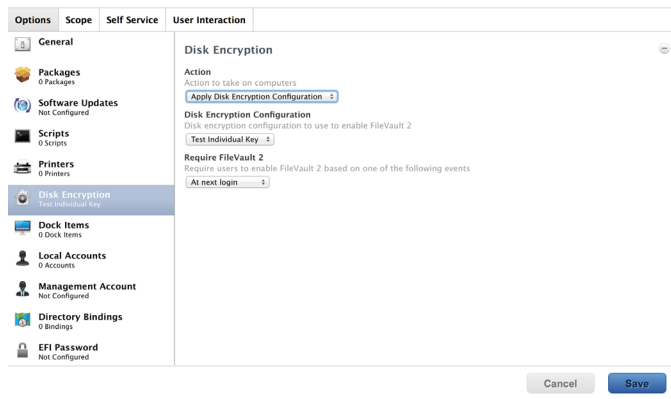 Options Scope Self Service User Interaction
General
Packages
0 Packages
Software Updates
Not Configured
Scripts
0 Scripts
Printers
0 Printers
Disk Encryption
Test Individual Key
Dock Items
0 Dock Items
Local Accounts
0 Accounts
Management Account
Not Configured
Directory Bindings
0 Bindings
EFI Password
Not Configured
Disk Encryption
Action
Action to take on computers
Apply Disk Encryption Configuration
Disk Encryption Configuration
Disk encryption configuration to use to enable FileVault 2
Test Individual Key
Require FileVault 2
Require users to enable FileVault 2 based on one of the following events
At next login
Cancel Save